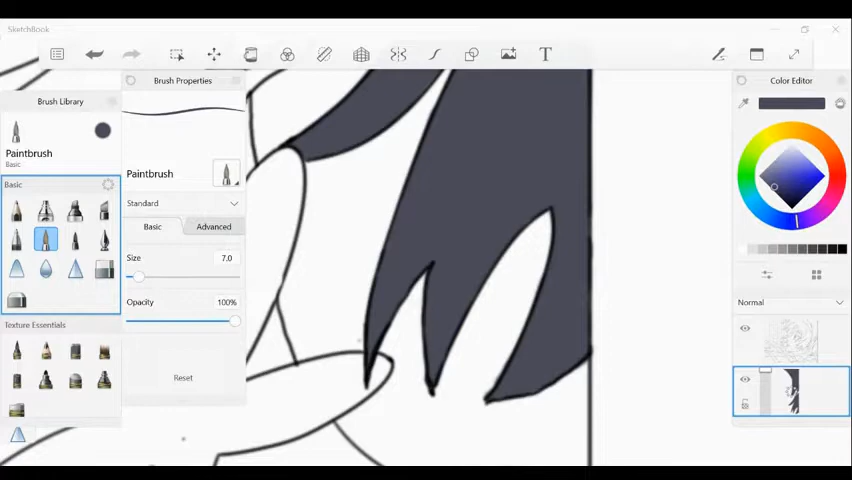 SketchBook
T
Brush Properties
Color Editor
Brush Library
Paintbrush
Basic
Paintbrush
Standard
Basic
Basic
Advanced
Size
7.0
Opacity
100%
Normal
Texture Essentials
Reset